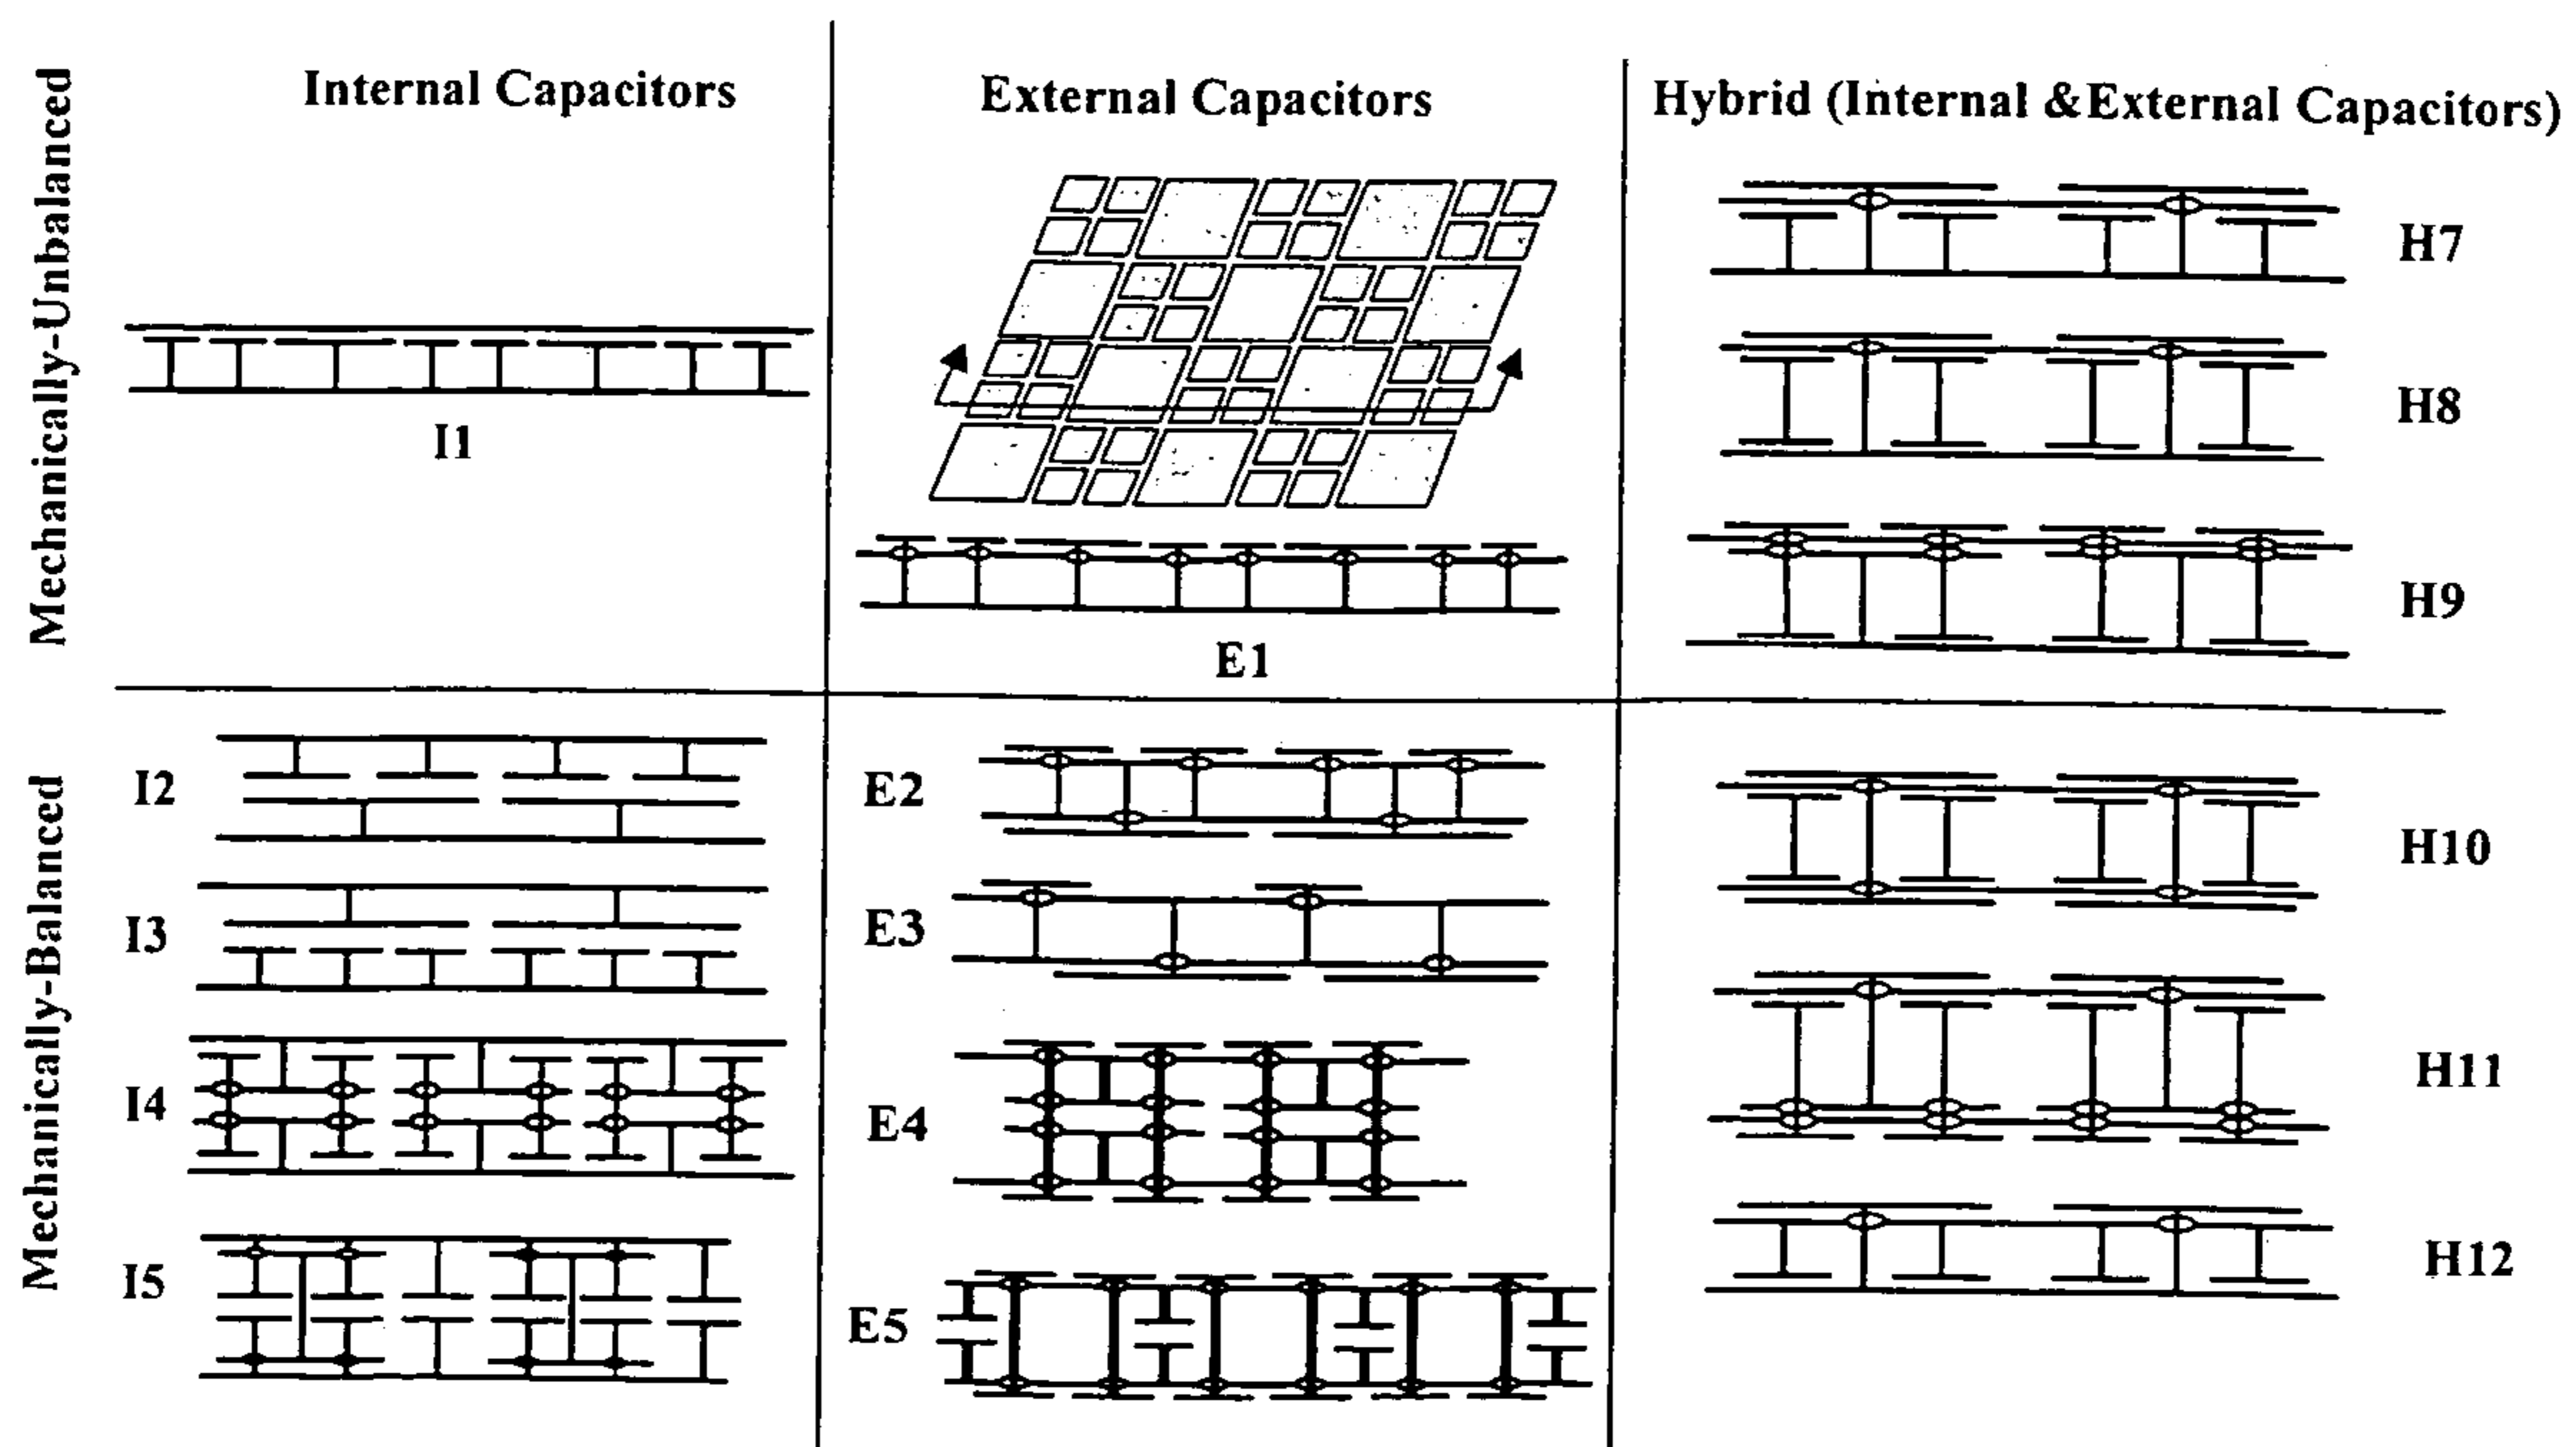 Mechanically-Unbalanced
Internal Capacitors
I1
External Capacitors
E1
Hybrid (Internal &External Capacitors)
H7
H8
H9
Mechanically-Balanced
I2
I3
I4
I5
E2
E3
E4
E5
H10
H11
H12